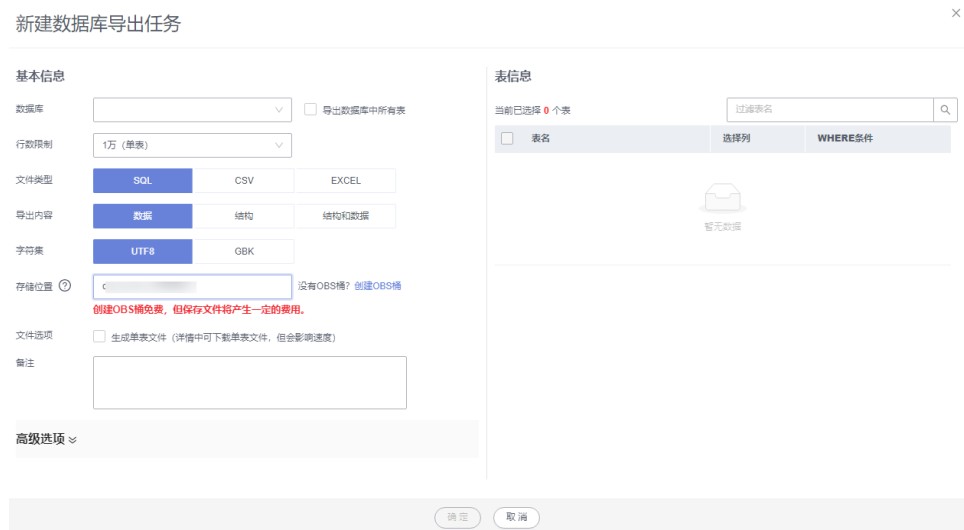 新建数据库导出任务
基本信息
数据库
导出数据库中所有表
行数限制
1万（单表）
文件类型
SQL
CSV
EXCEL
导出内容
数据
结构
结构和数据
字符集
UTF8
GBK
存储位置 ?
没有OBS桶？创建OBS桶
创建OBS桶免费，但保存文件将产生一定的费用。
文件选项
生成单表文件（详情中可下载单表文件，但会影响速度）
备注
高级选项
表信息
当前已选择 0 个表
过滤表名
表名
选择列
WHERE条件
暂无数据
确定
取消